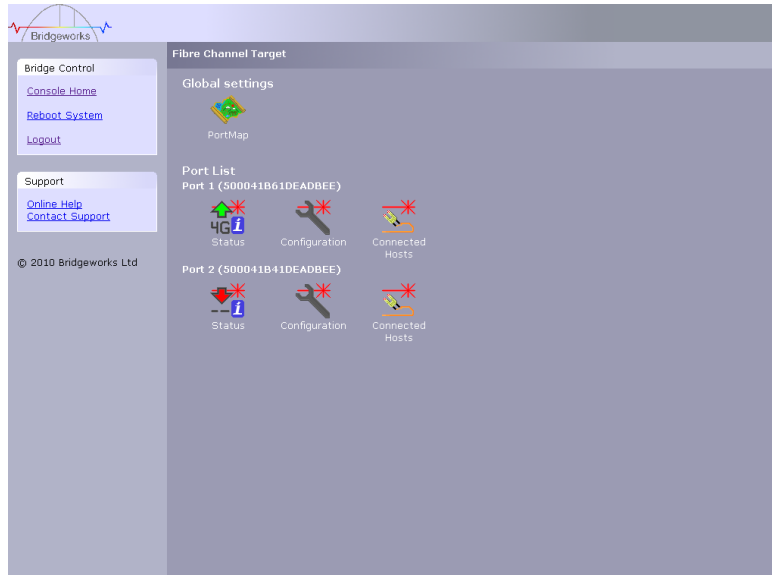 Bridgeworks
Fibre Channel Target
Bridge Control
Console Home
Reboot System
Logout
Support
Online Help
Contact Support
© 2010 Bridgeworks Ltd
Global settings
PortMap
Port List
Port 1 (500041B61DEADBEE)
4G i
Status Configuration Connected
Hosts
Port 2 (500041B41DEADBEE)
-- i
Status Configuration Connected
Hosts